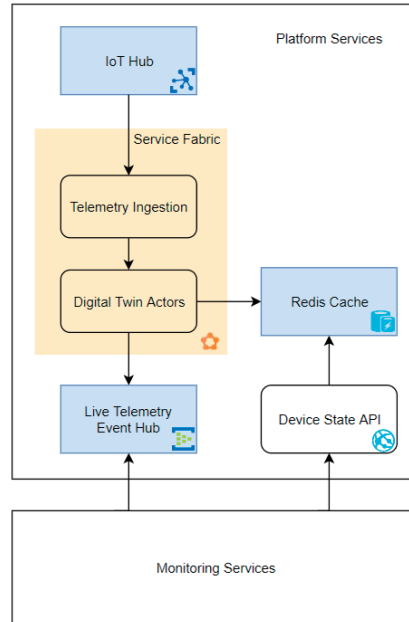 Platform Services
IoT Hub
Service Fabric
Telemetry Ingestion
Digital Twin Actors
Redis Cache
Live Telemetry
Event Hub
Device State API
Monitoring Services